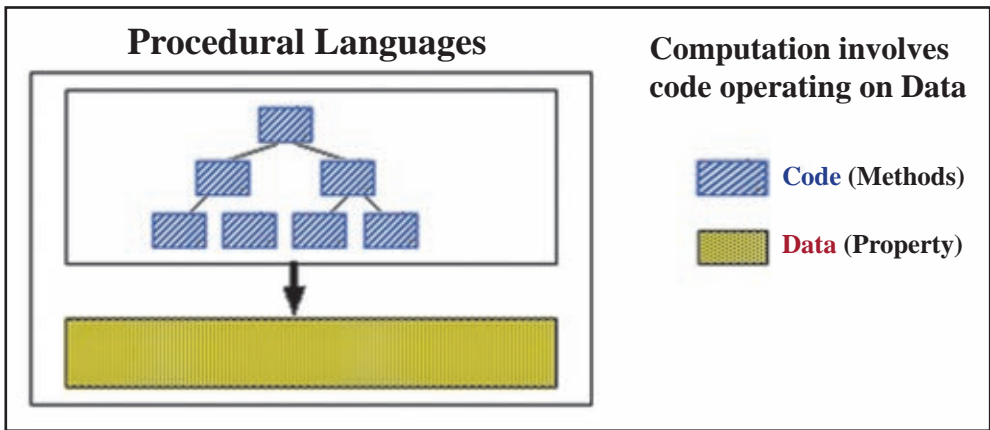 Procedural Languages
Computation involves
code operating on Data
Code (Methods)
Data (Property)